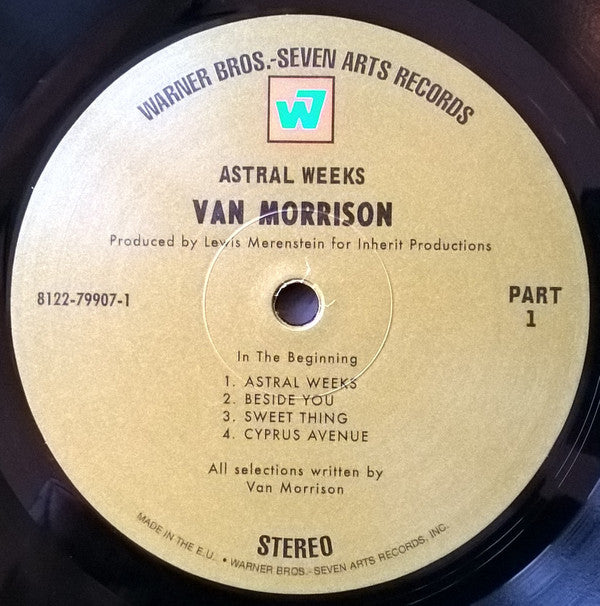 WARNER BROS.-SEVEN ARTS RECORDS
W7
ASTRAL WEEKS
VAN MORRISON
Produced by Lewis Merenstein for Inherit Productions
8122-79907-1
PART
1
In The Beginning
1. ASTRAL WEEKS
2. BESIDE YOU
3. SWEET THING
4. CYPRUS AVENUE
All selections written by
Van Morrison
STEREO
MADE IN THE E.U. • WARNER BROS.-SEVEN ARTS RECORDS, INC.